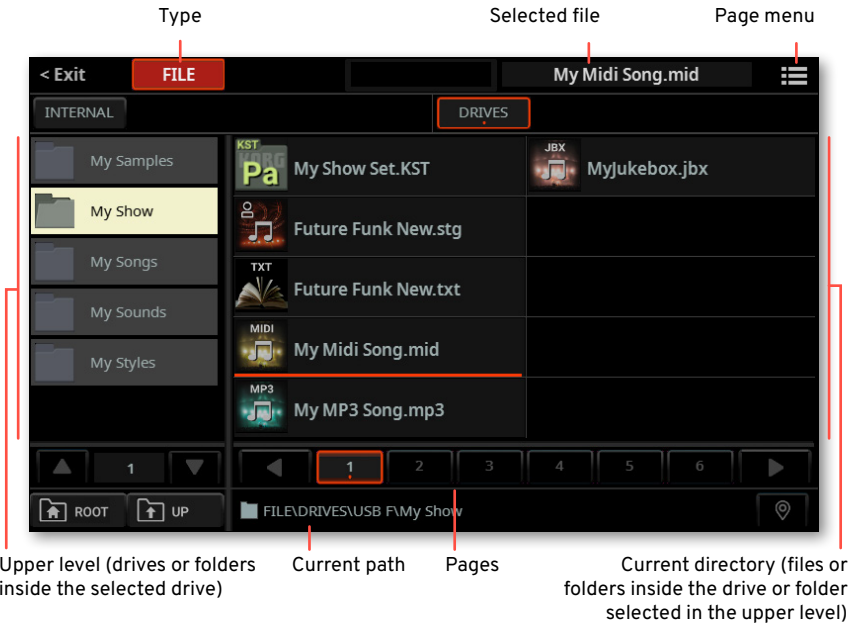 Type
Selected file
Page menu
< Exit
FILE
My Midi Song.mid
INTERNAL
DRIVES
My Samples
My Show
My Songs
My Sounds
My Styles
KST
KORG
Pa
My Show Set.KST
JBX
MyJukebox.jbx
Future Funk New.stg
TXT
Future Funk New.txt
MIDI
My Midi Song.mid
MP3
My MP3 Song.mp3
1
1
2
3
4
5
6
ROOT
UP
FILE\DRIVES\USB F\My Show
Upper level (drives or folders
inside the selected drive)
Current path
Pages
Current directory (files or
folders inside the drive or folder
selected in the upper level)